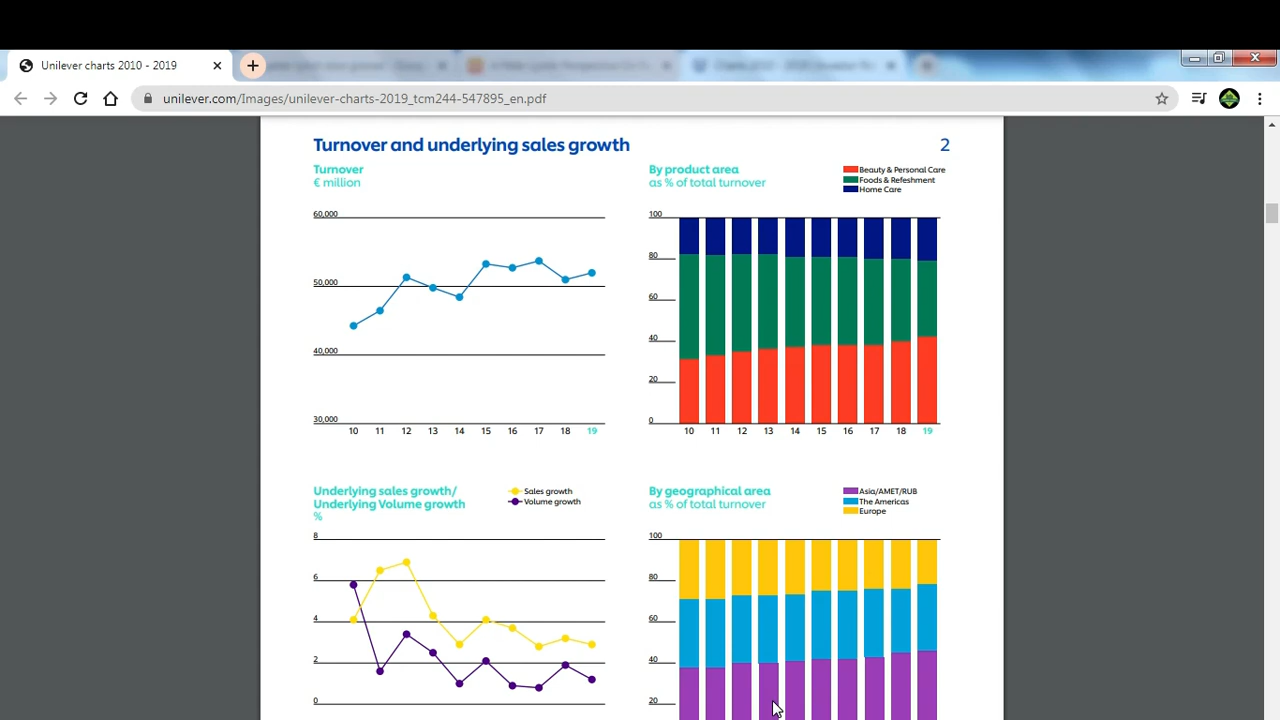 Unilever charts 2010 - 2019
unilever.com/Images/unilever-charts-2019_tcm244-547895_en.pdf
Turnover and underlying sales growth
2
Turnover
€ million
60,000
50,000
40,000
30,000
10 11 12 13 14 15 16 17 18 19
By product area
as % of total turnover
Beauty & Personal Care
Foods & Refreshment
Home Care
100
80
60
40
20
0
10 11 12 13 14 15 16 17 18 19
Underlying sales growth/
Underlying Volume growth
%
Sales growth
Volume growth
8
6
4
2
0
By geographical area
as % of total turnover
Asia/AMET/RUB
The Americas
Europe
100
80
60
40
20